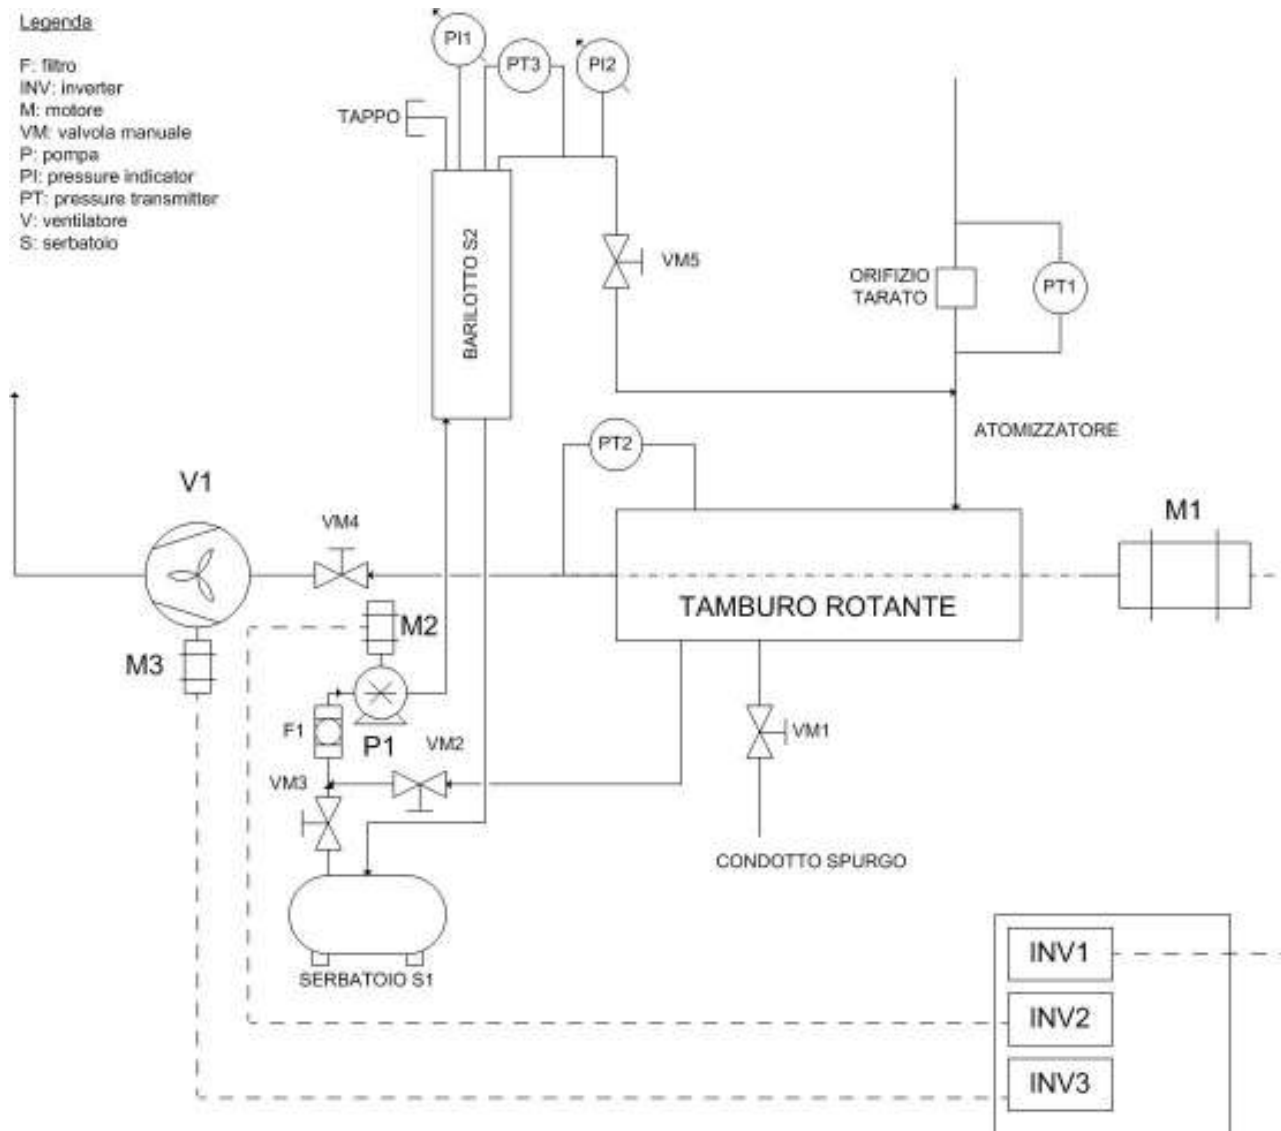 Legenda
F: filtro
INV: inverter
M: motore
VM: valvola manuale
P: pompa
PI: pressure indicator
PT: pressure transmitter
V: ventilatore
S: serbatoio
PI1
PT3
PI2
TAPPO
BARILOTTO S2
VM5
ORIFIZIO
TARATO
PT1
ATOMIZZATORE
PT2
V1
VM4
M1
TAMBURO ROTANTE
M2
M3
F1
P1
VM2
VM1
VM3
CONDOTTO SPURGO
SERBATOIO S1
INV1
INV2
INV3